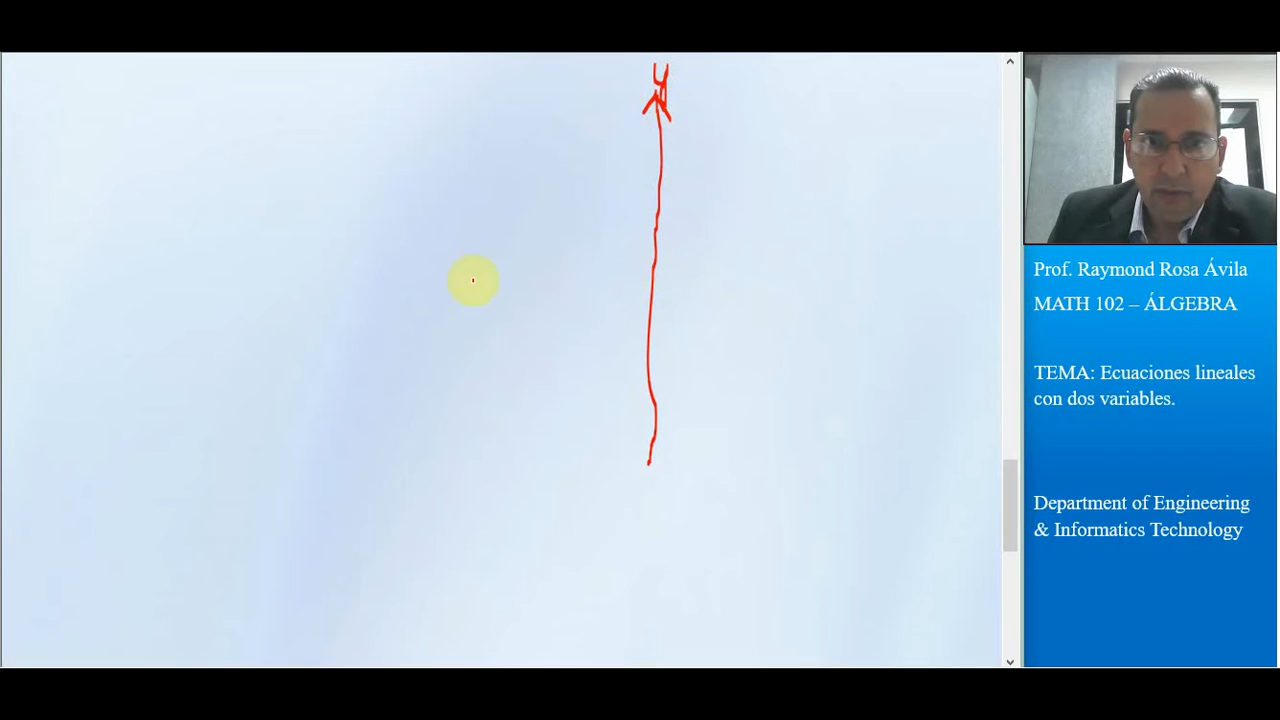 y
Prof. Raymond Rosa Ávila
MATH 102 – ÁLGEBRA
TEMA: Ecuaciones lineales
con dos variables.
Department of Engineering
& Informatics Technology